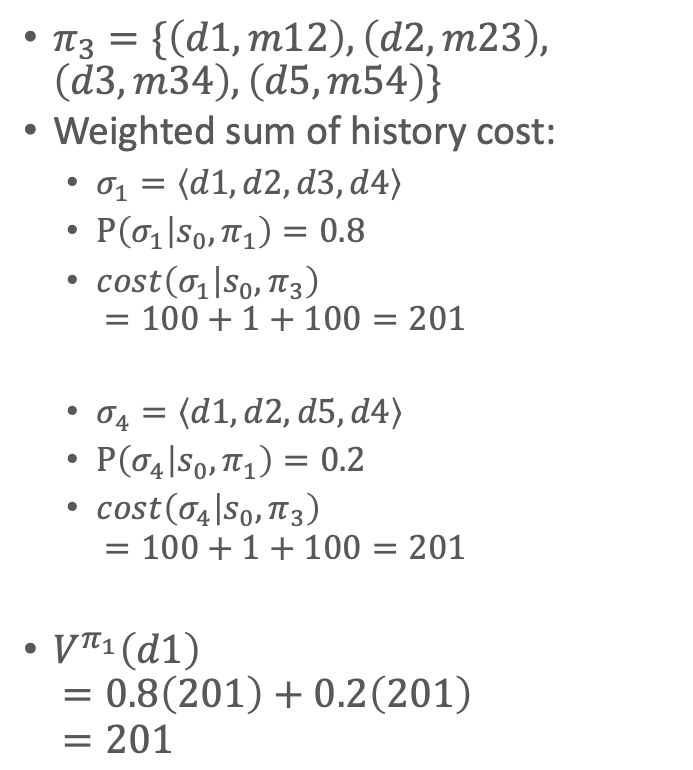 • π₃ = {(d1, m12), (d2, m23),
(d3, m34), (d5, m54)}
• Weighted sum of history cost:
• σ₁ = ⟨d1, d2, d3, d4⟩
• P(σ₁|s₀, π₁) = 0.8
• cost(σ₁|s₀, π₃)
= 100 + 1 + 100 = 201
• σ₄ = ⟨d1, d2, d5, d4⟩
• P(σ₄|s₀, π₁) = 0.2
• cost(σ₄|s₀, π₃)
= 100 + 1 + 100 = 201
• V^π₁(d1)
= 0.8(201) + 0.2(201)
= 201